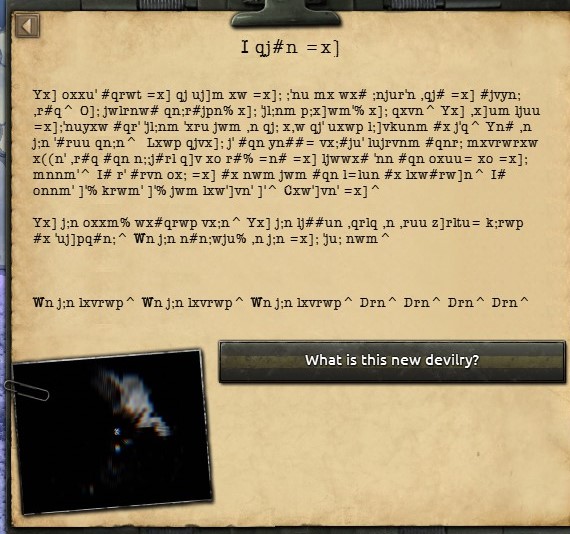 I qj#n =x]
Yx] oxxu' #qrwt =x] qj uj]m xw =x]; ;'nu mx wx# ;njur'n ,qj# =x] #jvyn;
,r#q^ O]; jwlrnw# qn;r#jpn% x]; 'jl;nm p;x]wm'% x]; qxvn^ Yx] ,x]um ljuu
=x];'nuyxw #qr' 'jl;nm 'xru jwm ,n qj; x,w qj' uxwp l;]vkunm #x j'q^ Yn# ,n
j;n '#ruu qn;n^ Lxwp qjvx]; j' #qn yn##= vx;#ju' lujrvnm #qnr; mxvrwrxw
x((n' ,r#q #qn n;;j#rl q]v xo r#% =n# =x] ljwwx# 'nn #qn oxuu= xo =x];
mnnm'^ I# r' #rvn ox; =x] #x nwm jwm #qn l=lun #x lxw#rw]n^ I#
onnm' ]'% krwm' ]'% jwm lxw']vn' ]'^ Cxw']vn' =x]^
Yx] j;n oxxm% wx#qrwp vx;n^ Yx] j;n lj##un ,qrlq ,n ,ruu z]rltu= k;rwp
#x 'uj]pq#n;^ Wn j;n n#n;wju% ,n j;n =x]; 'ju; nwm^
Wn j;n lxvrwp^ Wn j;n lxvrwp^ Wn j;n lxvrwp^ Drn^ Drn^ Drn^ Drn^
What is this new devilry?